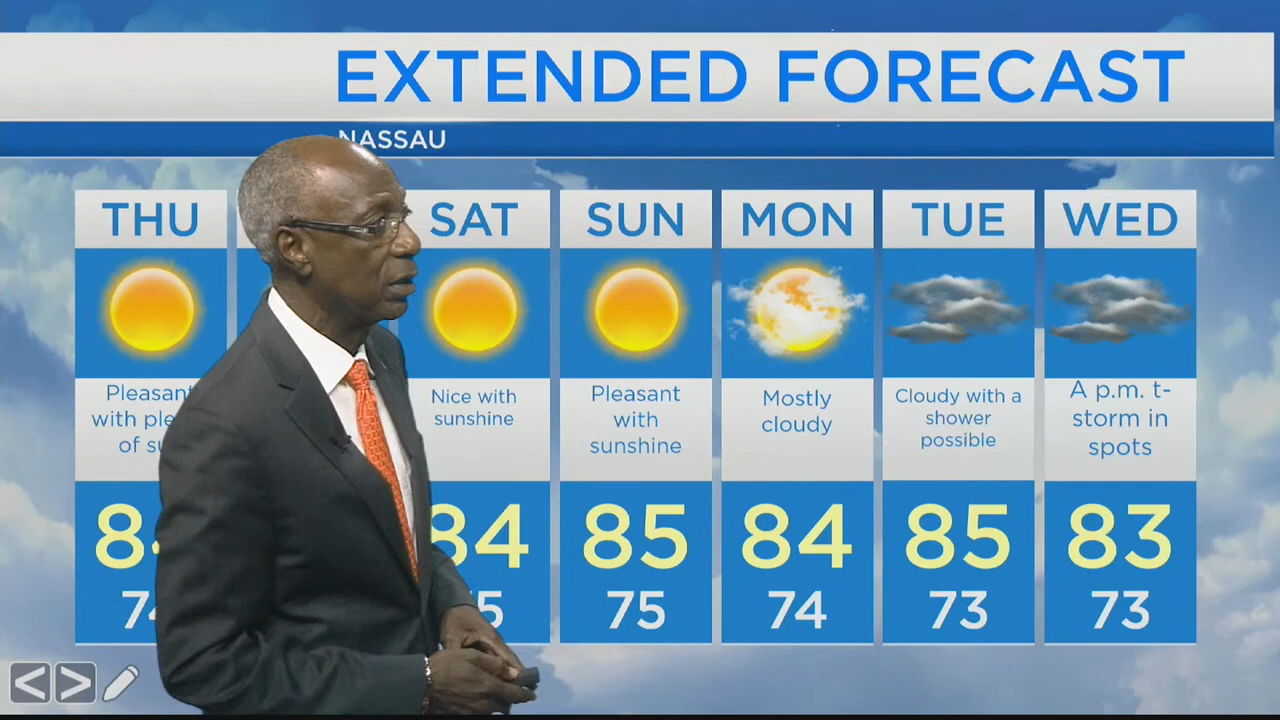 EXTENDED FORECAST
NASSAU
THU
SAT
SUN
MON
TUE
WED
Pleasant
with
of
Nice with
sunshine
Pleasant
with
sunshine
Mostly
cloudy
Cloudy with a
shower
possible
A p.m. t-
storm in
spots
84
85
84
85
83
75
74
73
73